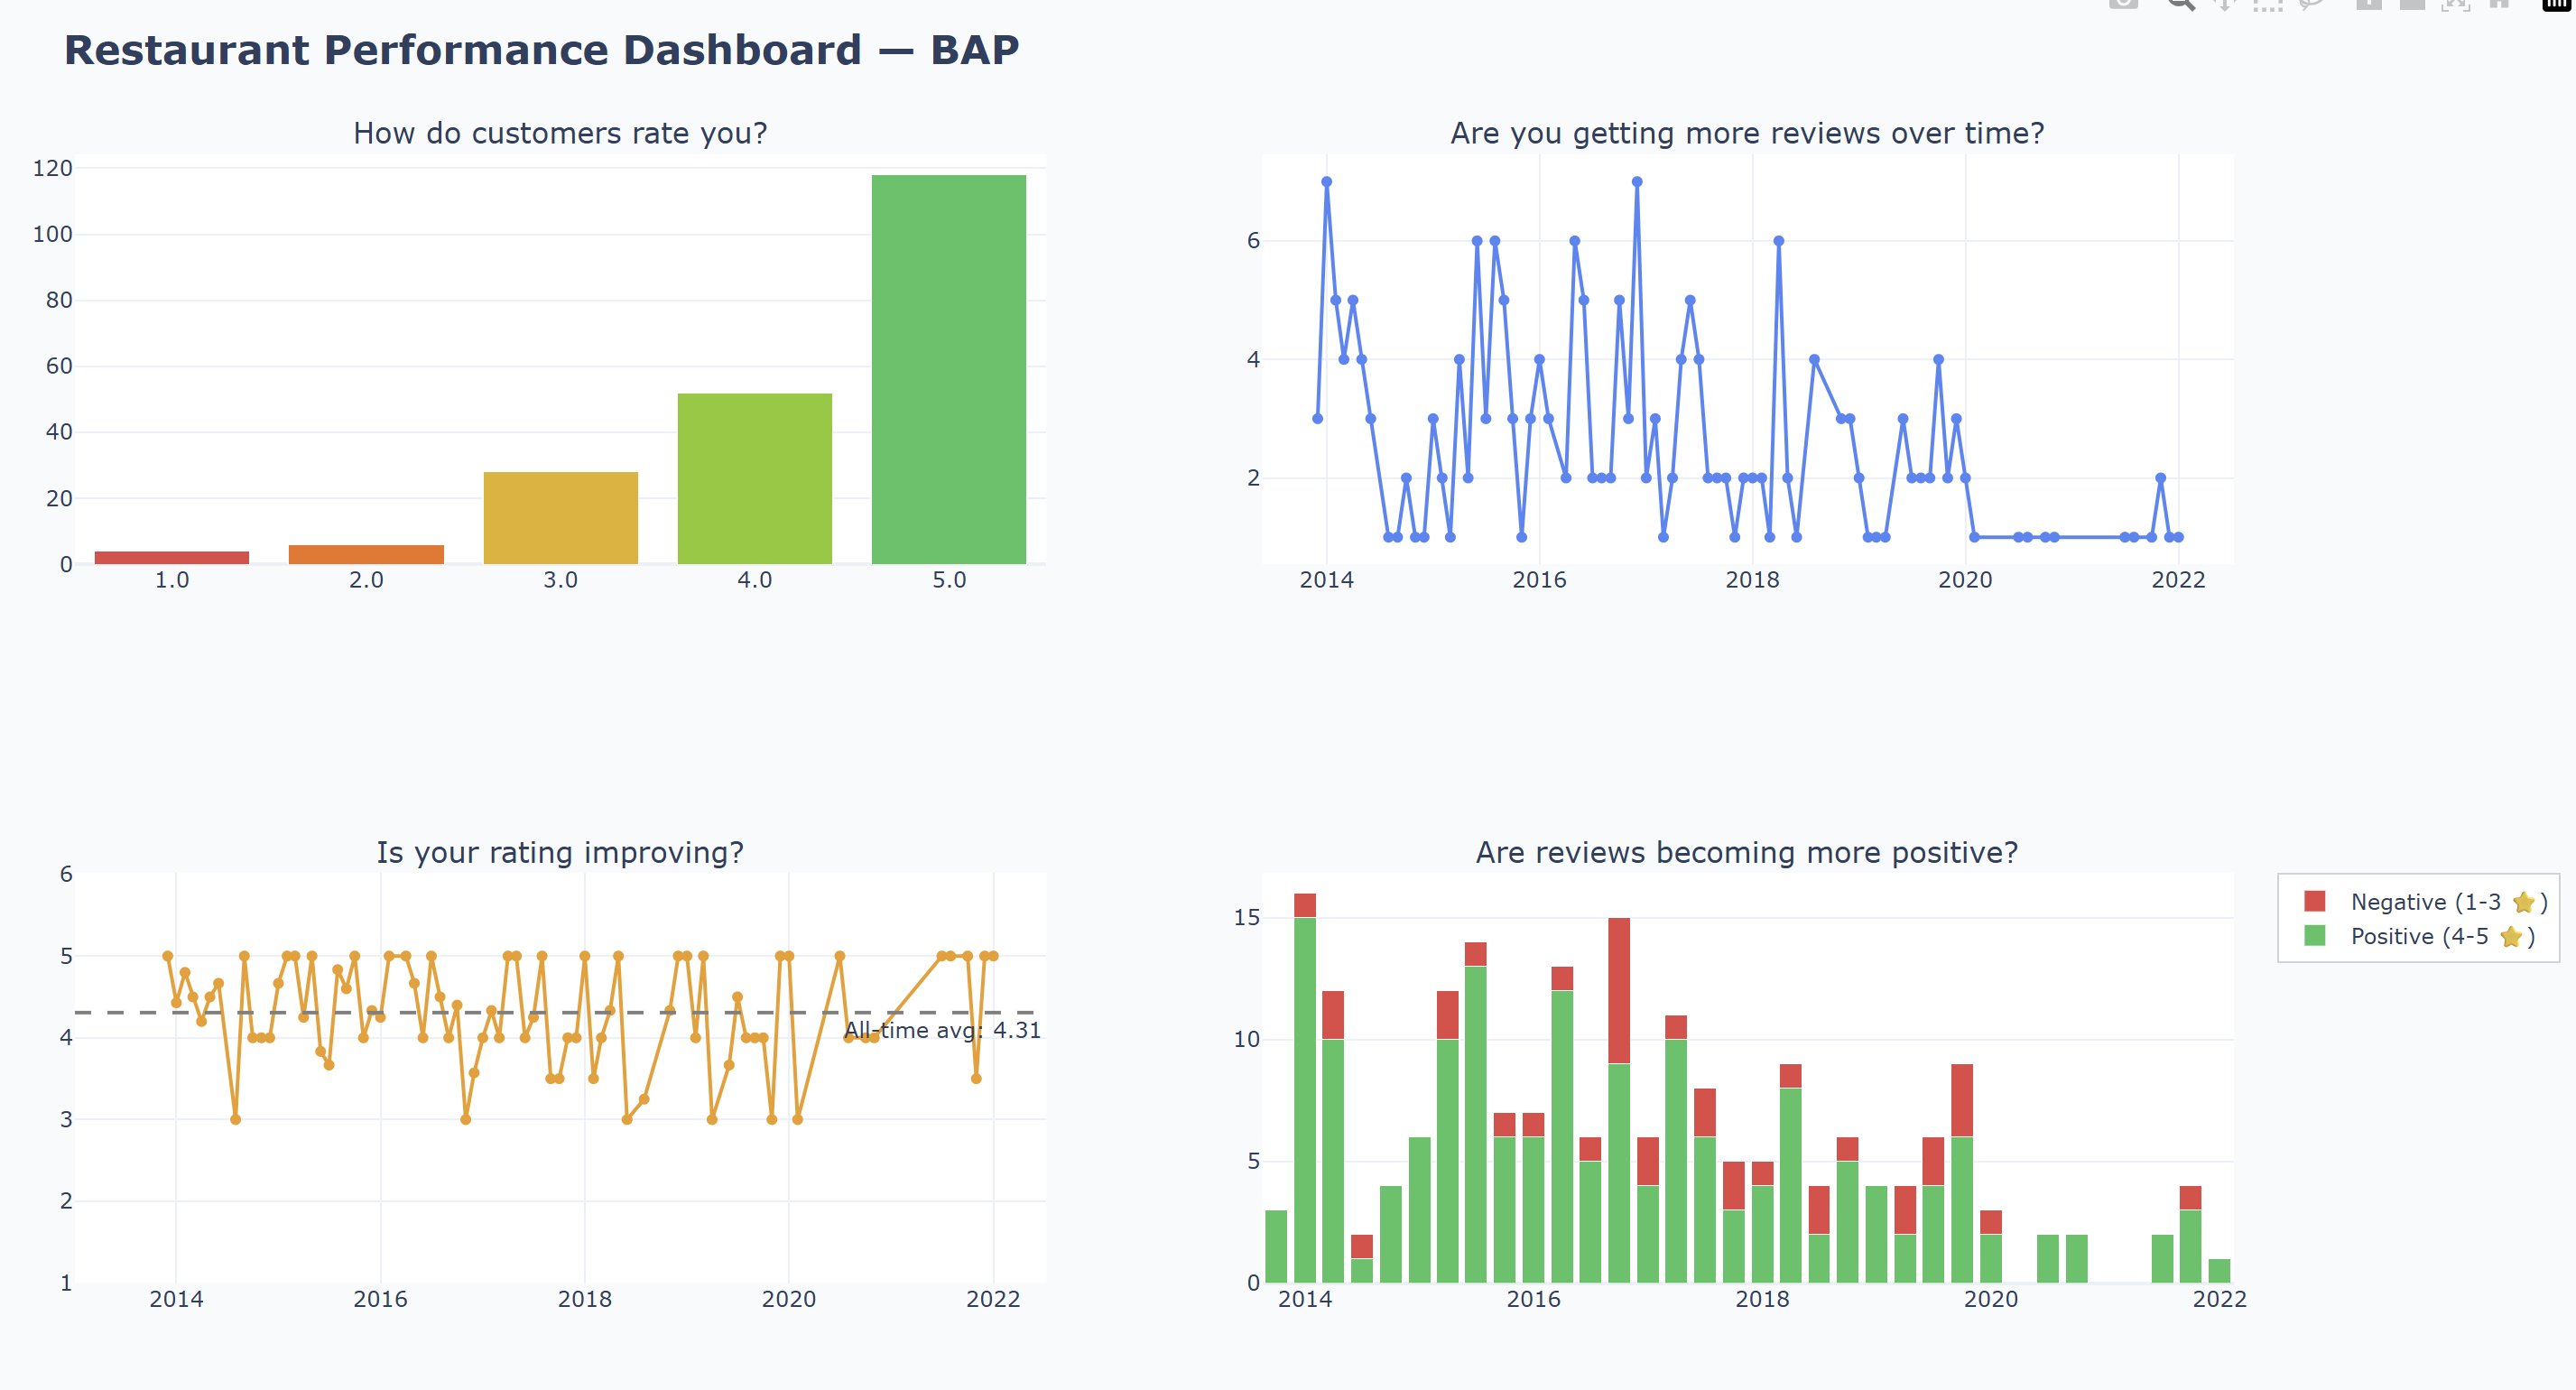 Restaurant Performance Dashboard — BAP
How do customers rate you?
120
100
80
60
40
20
0
1.0 2.0 3.0 4.0 5.0
Are you getting more reviews over time?
6
4
2
2014 2016 2018 2020 2022
Is your rating improving?
6
5
4
3
2
1
All-time avg: 4.31
2014 2016 2018 2020 2022
Are reviews becoming more positive?
15
10
5
0
2014 2016 2018 2020 2022
Negative (1-3 ⭐)
Positive (4-5 ⭐)